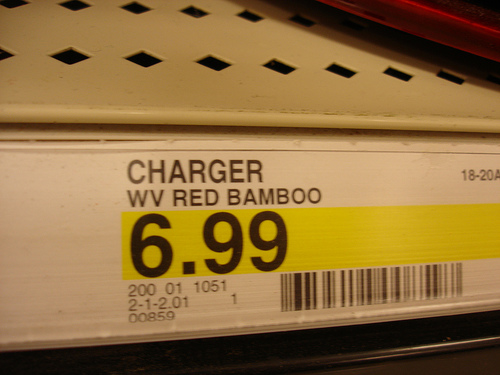 CHARGER
18-20A
WV RED BAMBOO
6.99
200 01 1051
2-1-2.01 1
00859